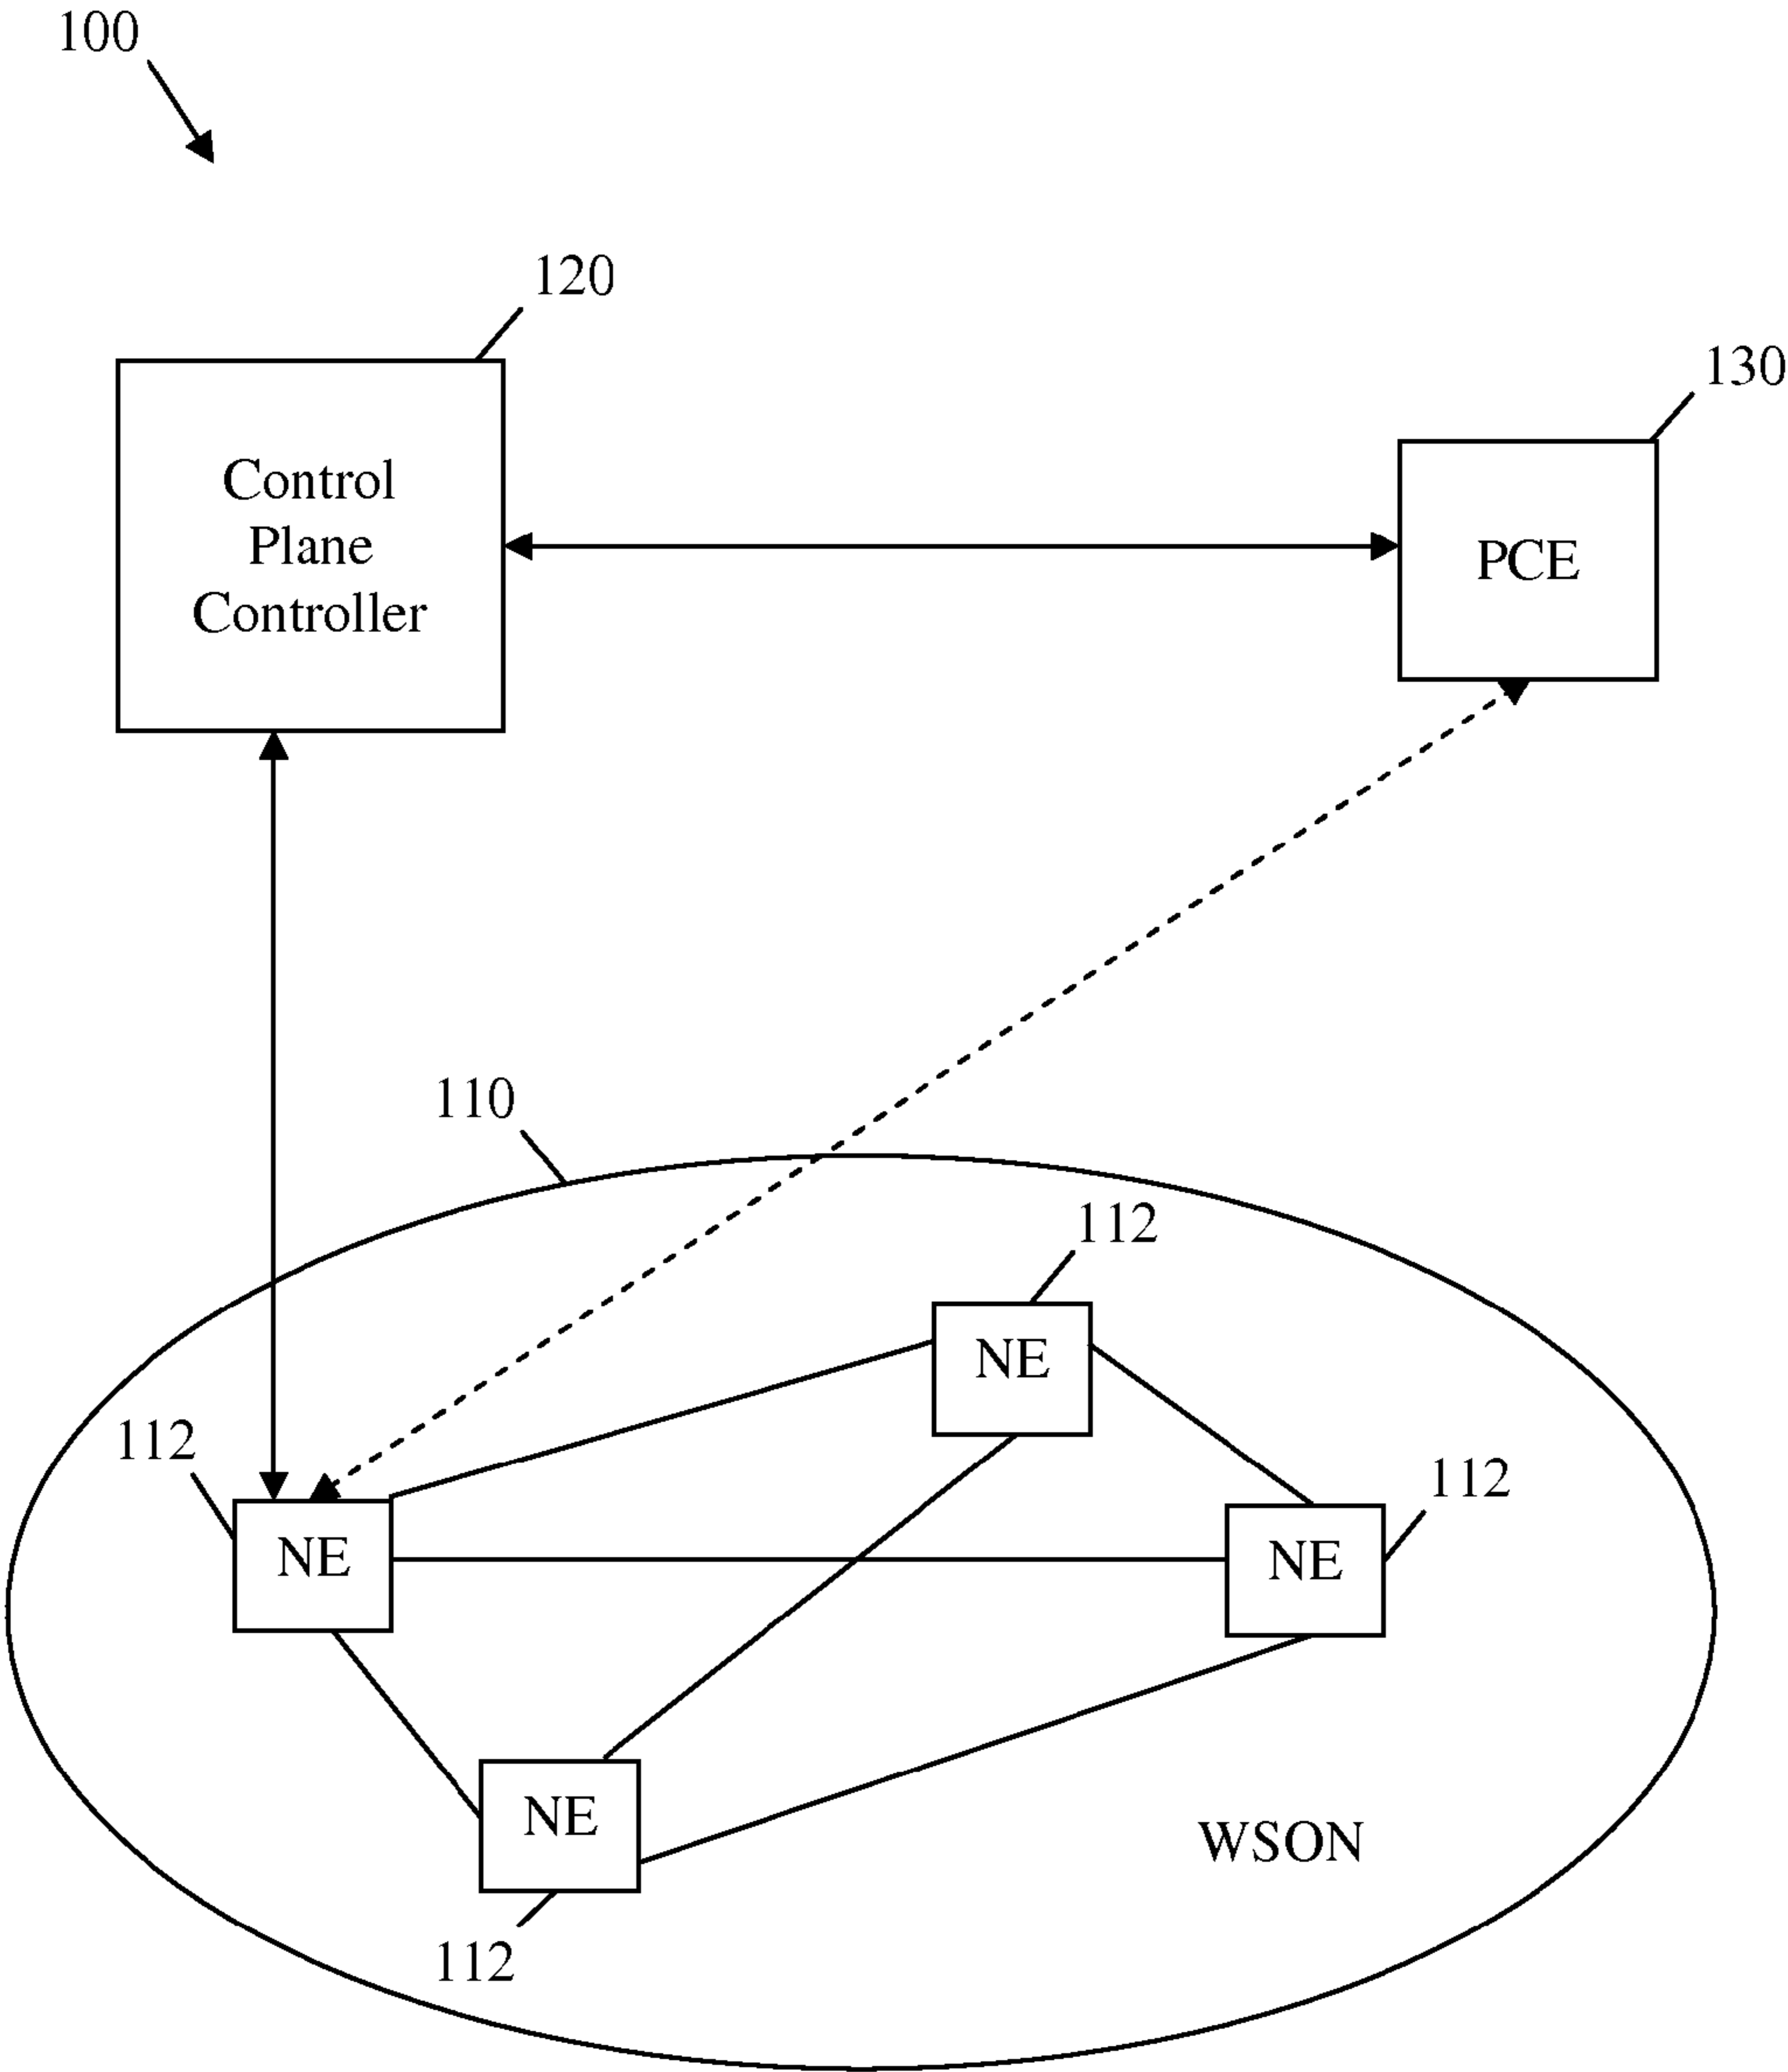 100
120
130
Control
Plane
Controller
PCE
110
112
NE
112
112
NE
NE
NE
WSON
112